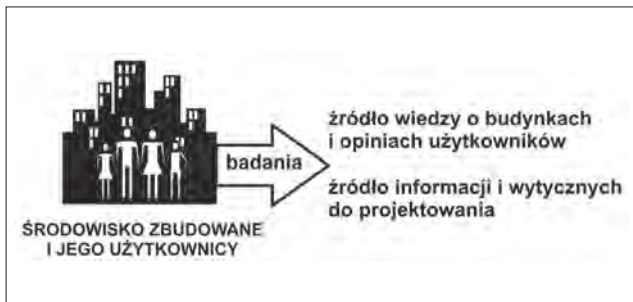 źródło wiedzy o budynkach
i opiniach użytkowników
badania
źródło informacji i wytycznych
do projektowania
ŚRODOWISKO ZBUDOWANE
I JEGO UŻYTKOWNICY